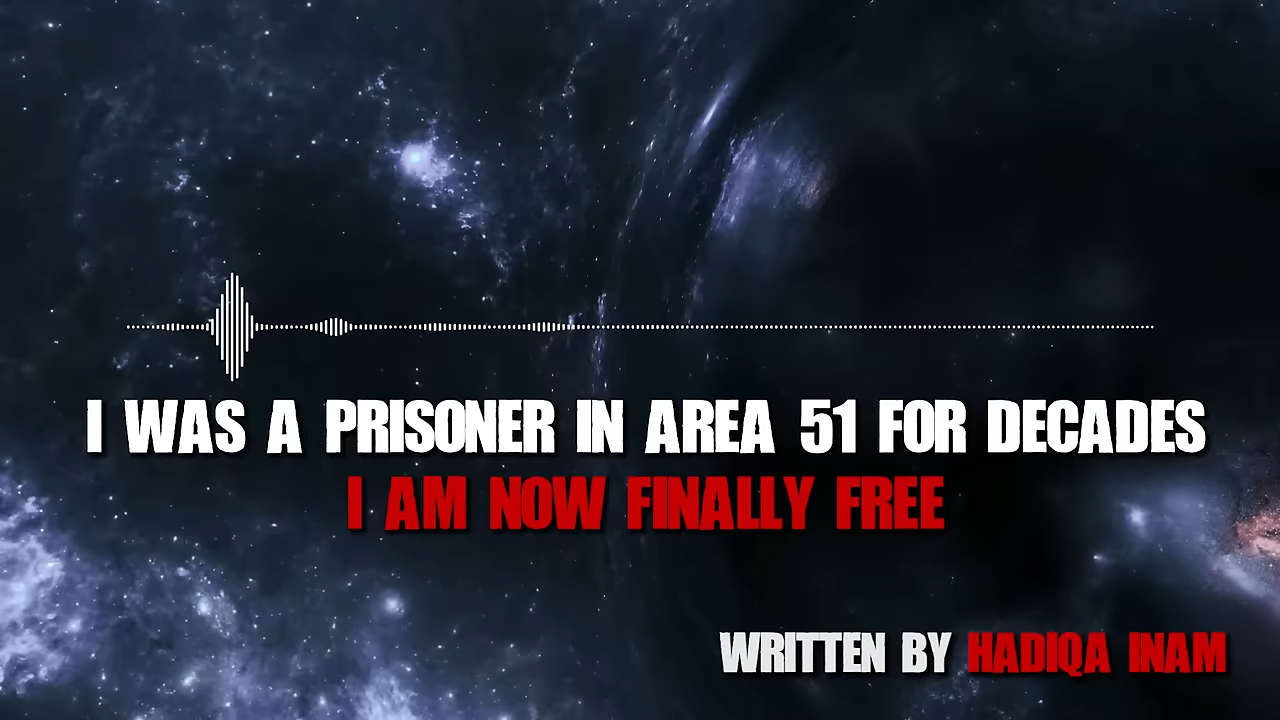 I WAS A PRISONER IN AREA 51 FOR DECADES
I AM NOW FINALLY FREE
WRITTEN BY HADIQA INAM